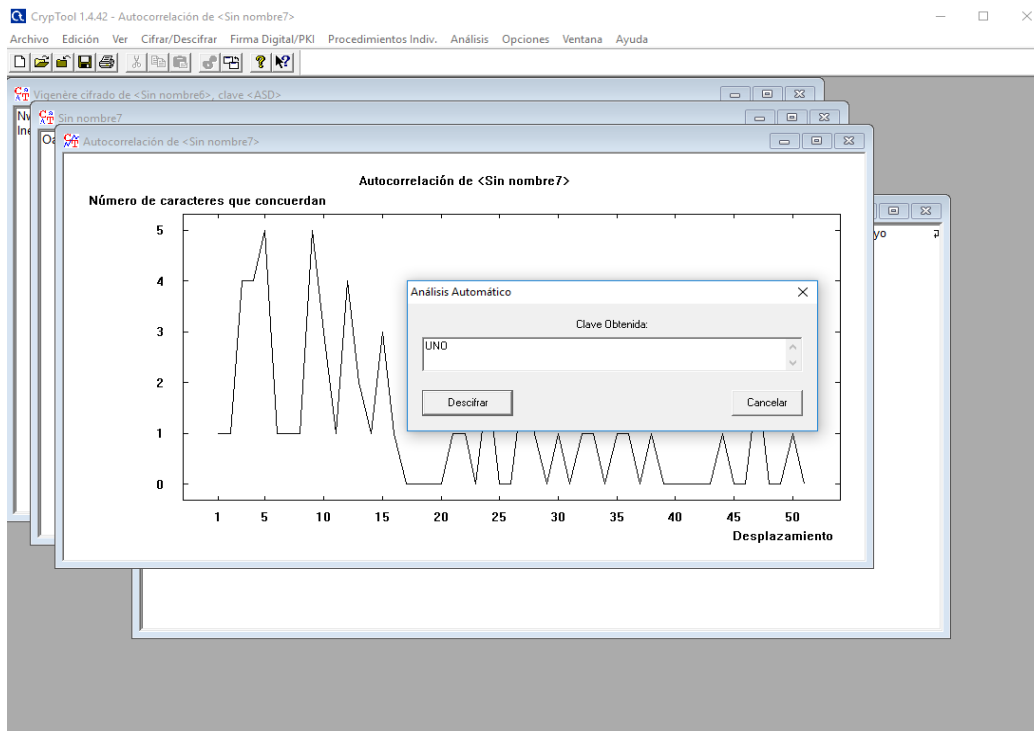 CrypTool 1.4.42 - Autocorrelación de <Sin nombre7>
Archivo Edición Ver Cifrar/Descifrar Firma Digital/PKI Procedimientos Indiv. Análisis Opciones Ventana Ayuda
Vigenère cifrado de <Sin nombre6>, clave <ASD>
Sin nombre7
Autocorrelación de <Sin nombre7>
Autocorrelación de <Sin nombre7>
Número de caracteres que concuerdan
yo
5
4
3
2
1
0
1 5 10 15 20 25 30 35 40 45 50
Desplazamiento
Análisis Automático
Clave Obtenida:
UNO
Descifrar Cancelar